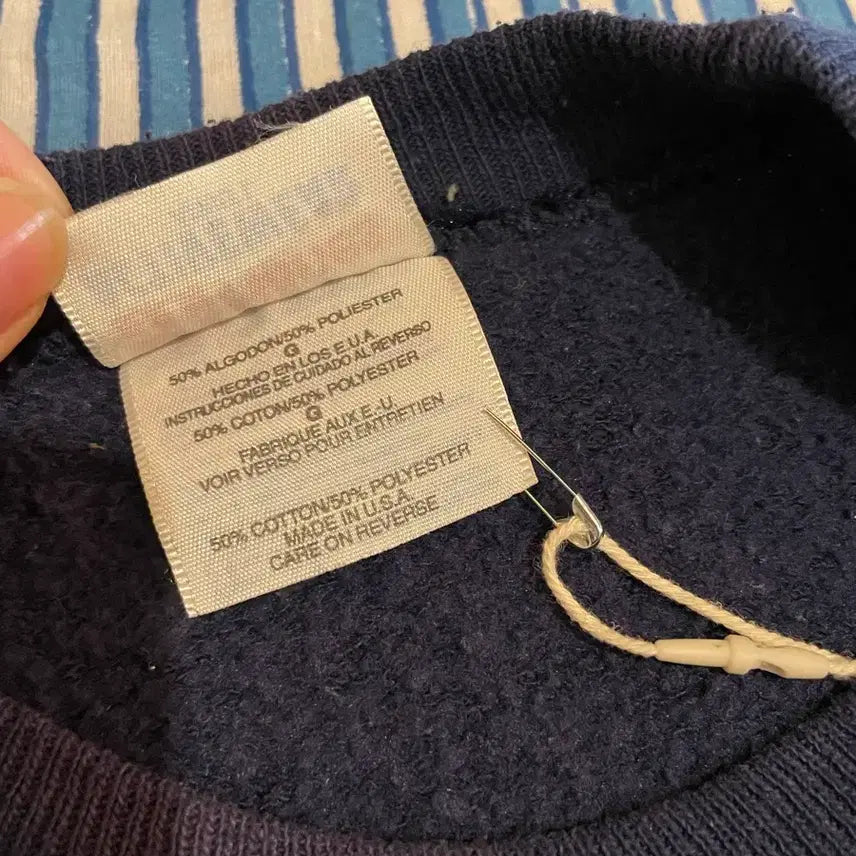 50% ALGODON/50% POLIESTER
G
HECHO EN LOS E.U.A.
INSTRUCCIONES DE CUIDADO AL REVERSO
50% COTON/50% POLYESTER
G
FABRIQUE AUX E.U.
VOIR VERSO POUR ENTRETIEN
50% COTTON/50% POLYESTER
MADE IN U.S.A.
CARE ON REVERSE